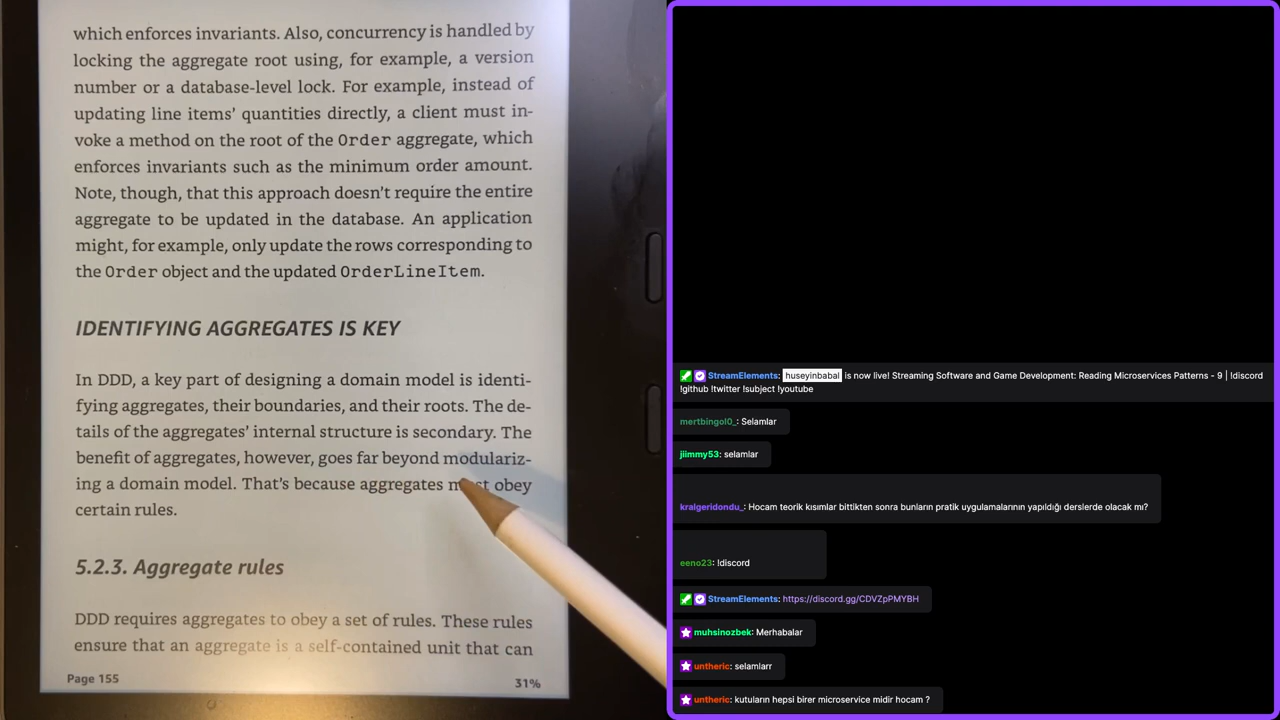 which enforces invariants. Also, concurrency is handled by
locking the aggregate root using, for example, a version
number or a database-level lock. For example, instead of
updating line items' quantities directly, a client must in-
voke a method on the root of the Order aggregate, which
enforces invariants such as the minimum order amount.
Note, though, that this approach doesn't require the entire
aggregate to be updated in the database. An application
might, for example, only update the rows corresponding to
the Order object and the updated OrderLineItem.
IDENTIFYING AGGREGATES IS KEY
In DDD, a key part of designing a domain model is identi-
fying aggregates, their boundaries, and their roots. The de-
tails of the aggregates' internal structure is secondary. The
benefit of aggregates, however, goes far beyond modulariz-
ing a domain model. That's because aggregates must obey
certain rules.
5.2.3. Aggregate rules
DDD requires aggregates to obey a set of rules. These rules
ensure that an aggregate is a self-contained unit that can
Page 155
31%
StreamElements: huseyinbabal is now live! Streaming Software and Game Development: Reading Microservices Patterns - 9 | !discord
!github !twitter !subject !youtube
mertbingol0_: Selamlar
jiimmy53: selamlar
kralgeridondu_: Hocam teorik kısımlar bittikten sonra bunların pratik uygulamalarının yapıldığı derslerde olacak mı?
eeno23: !discord
StreamElements: https://discord.gg/CDVZpPMYBH
muhsinozbek: Merhabalar
untheric: selamlarr
untheric: kutuların hepsi birer microservice midir hocam ?